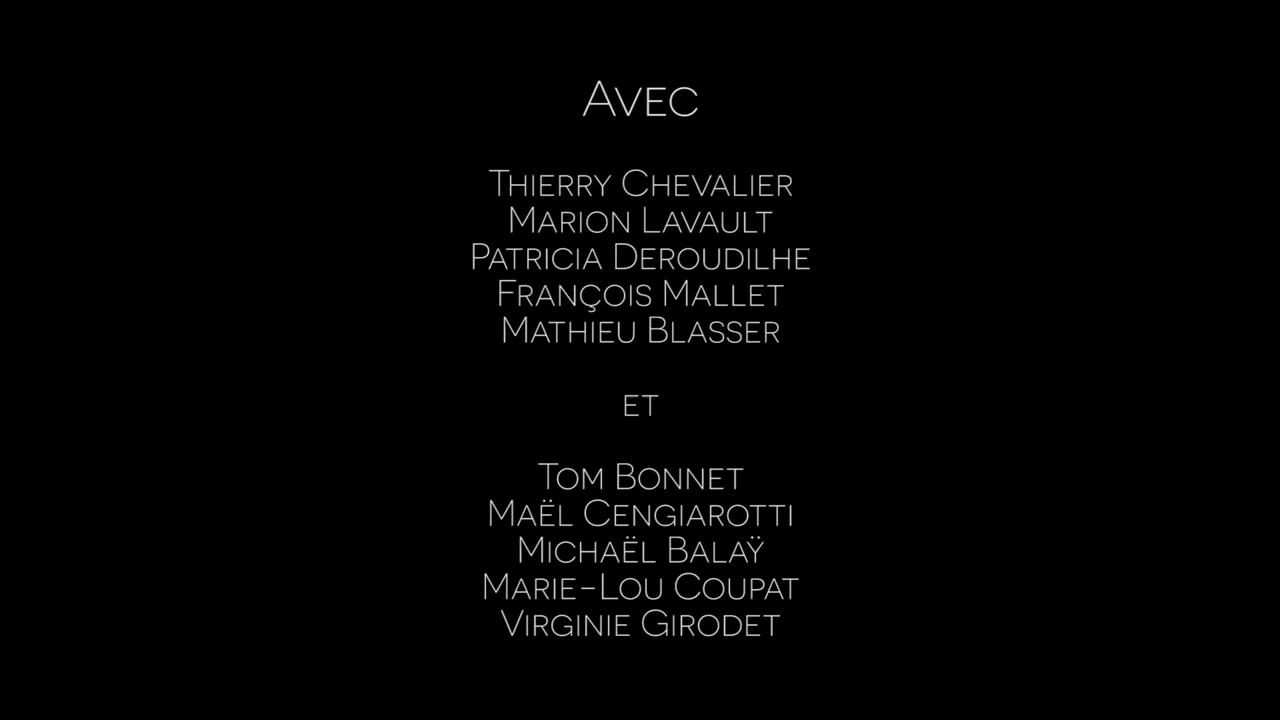 Avec
Thierry Chevalier
Marion Lavault
Patricia Deroudilhe
François Mallet
Mathieu Blasser
et
Tom Bonnet
Maël Cengiarotti
Michaël Balaÿ
Marie-Lou Coupat
Virginie Girodet